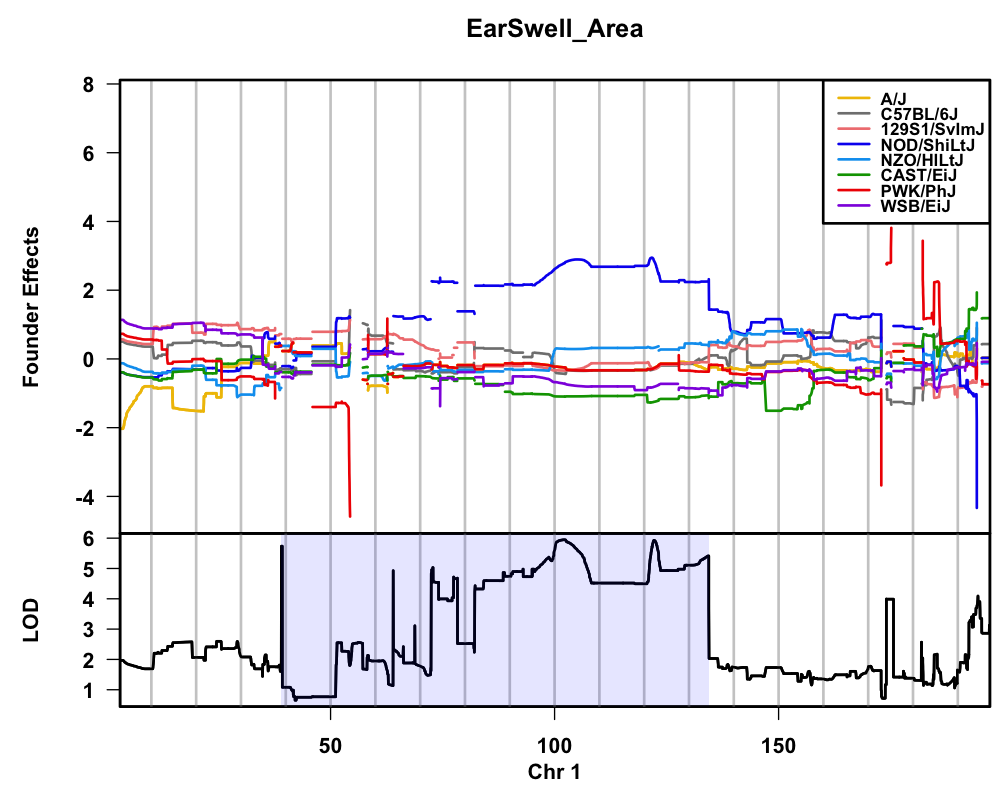 EarSwell_Area
8
6
4
2
0
-2
-4
Founder Effects
A/J
C57BL/6J
129S1/SvImJ
NOD/ShiLtJ
NZO/HlLtJ
CAST/EiJ
PWK/PhJ
WSB/EiJ
6
5
4
3
2
1
LOD
50 100 150
Chr 1